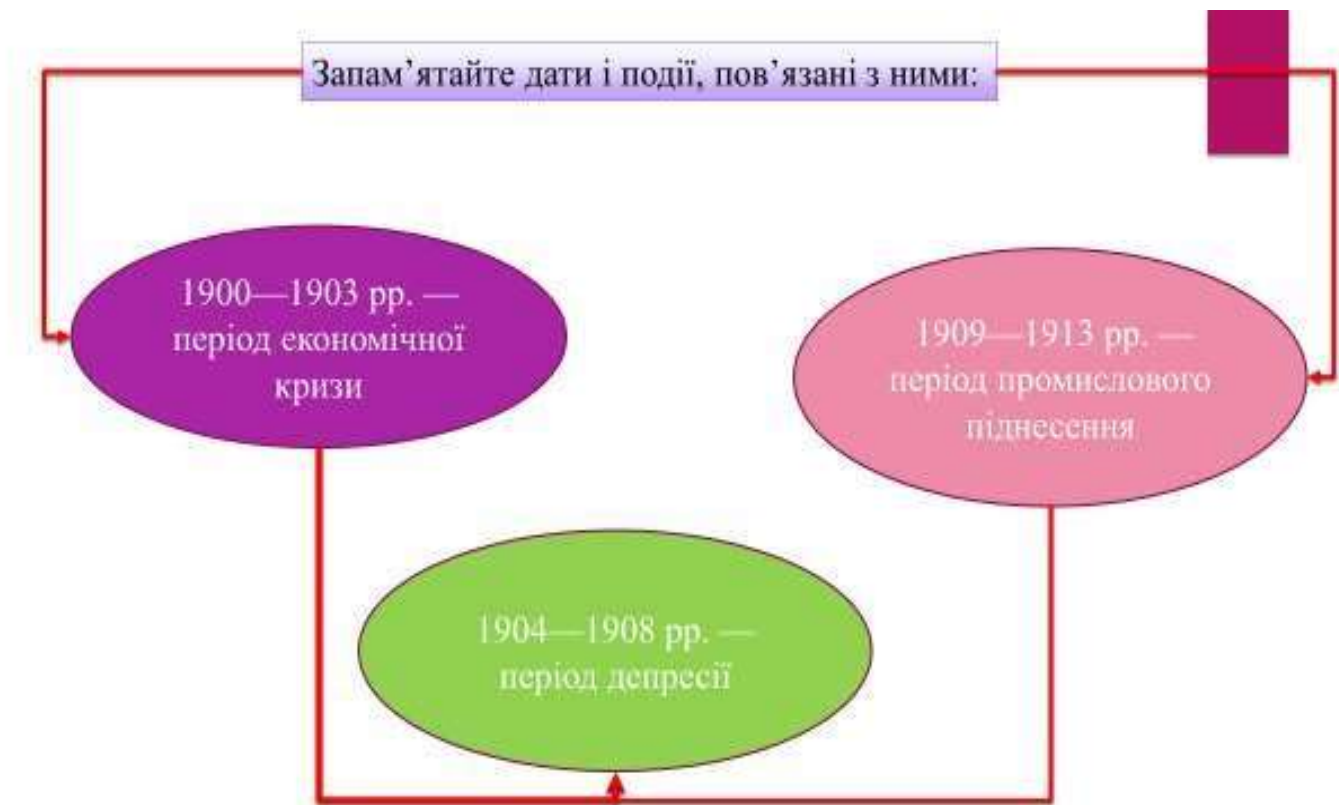 Запам’ятайте дати і події, пов’язані з ними:
1900—1903 рр. —
період економічної
кризи
1909—1913 рр. —
період промислового
піднесення
1904—1908 рр. —
період депресії